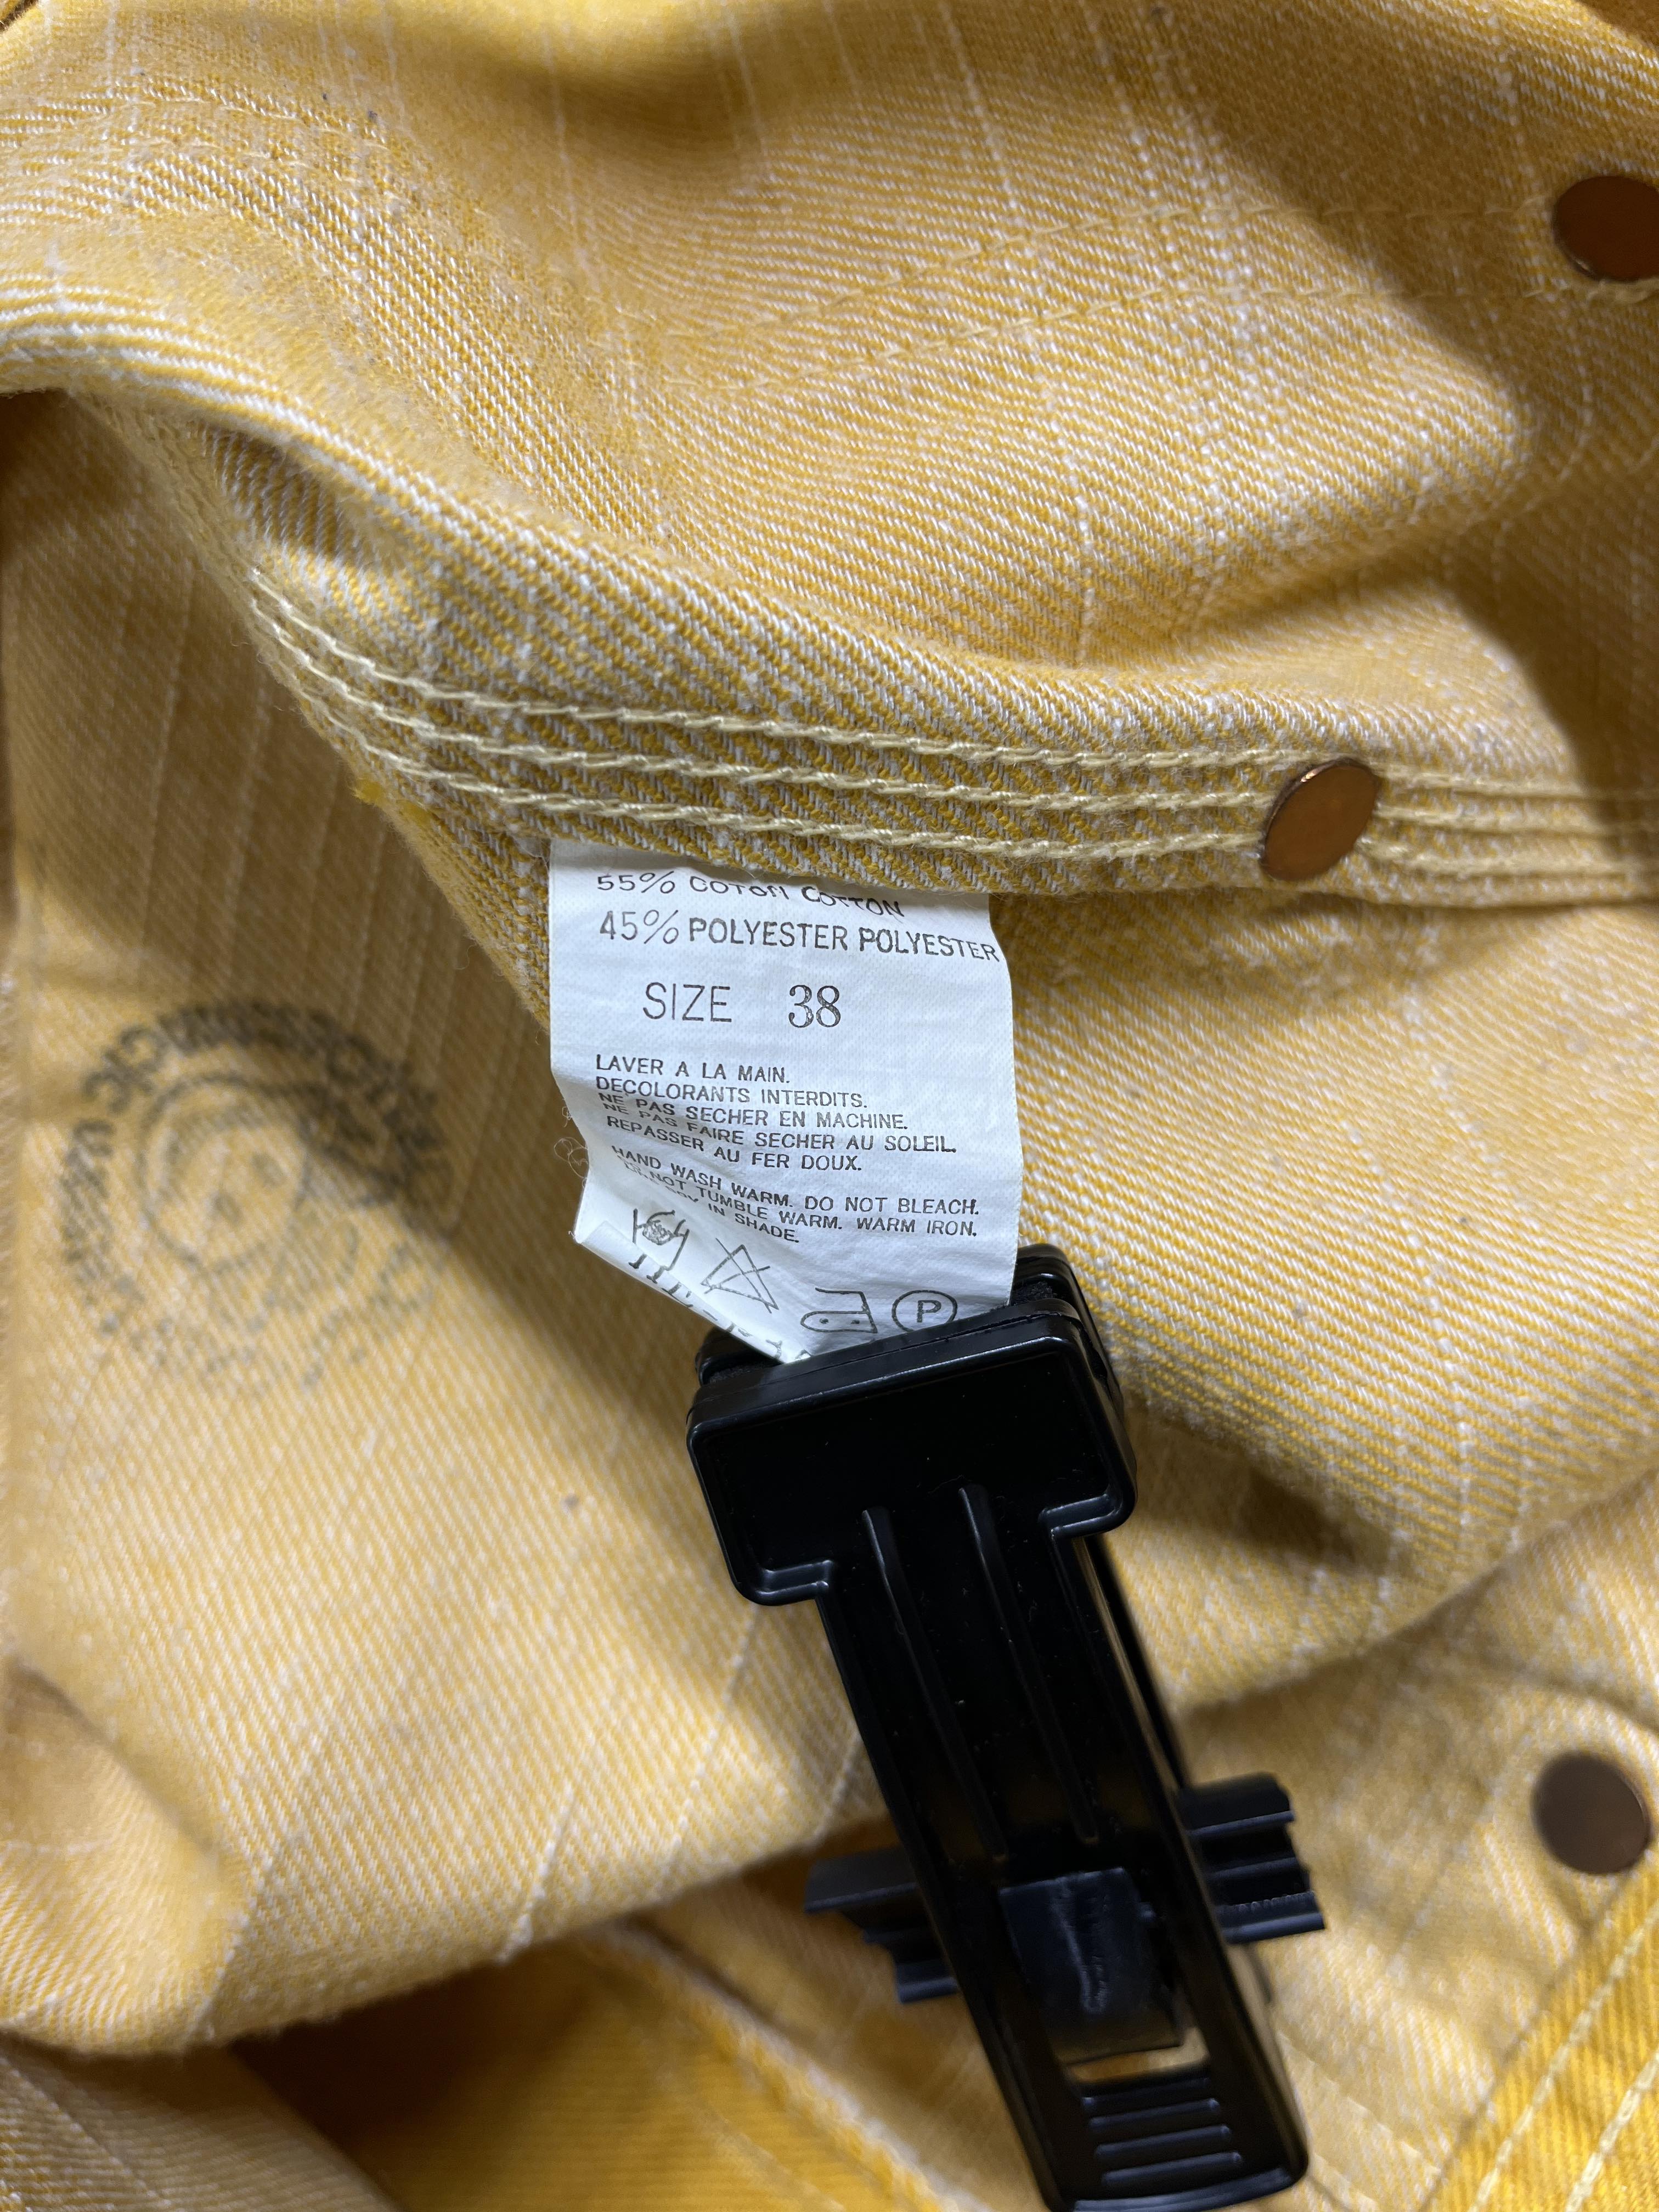 55% COTON COTTON
45% POLYESTER POLYESTER
SIZE 38
LAVER A LA MAIN.
DECOLORANTS INTERDITS.
NE PAS SECHER EN MACHINE.
NE PAS FAIRE SECHER AU SOLEIL.
REPASSER AU FER DOUX.
HAND WASH WARM. DO NOT BLEACH.
NOT TUMBLE WARM. WARM IRON.
IN SHADE.
P